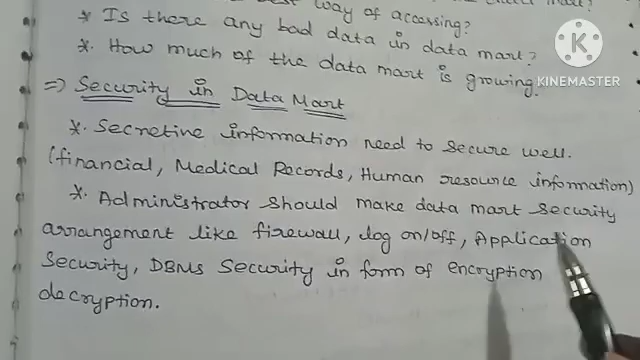 best way of accessing?
* Is there any bad data in data mart?
* How much of the data mart is growing.
⇒ Security in Data Mart
* Secretine information need to secure well.
(financial, Medical Records, Human resource information)
* Administrator should make data mart security
arrangement like firewall, log on/off, Application
Security, DBMS Security in form of encryption
decryption.
KINEMASTER